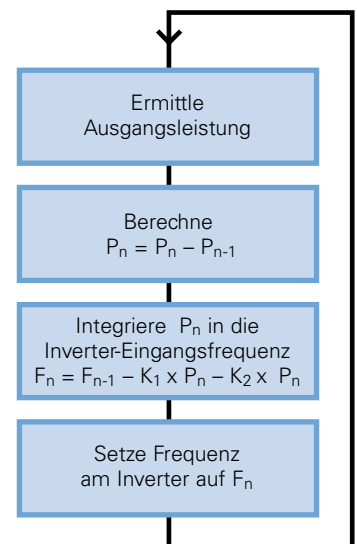 Ermittle
Ausgangsleistung
Berechne
Pₙ = Pₙ – Pₙ₋₁
Integriere Pₙ in die
Inverter-Eingangsfrequenz
Fₙ = Fₙ₋₁ – K₁ x Pₙ – K₂ x Pₙ
Setze Frequenz
am Inverter auf Fₙ